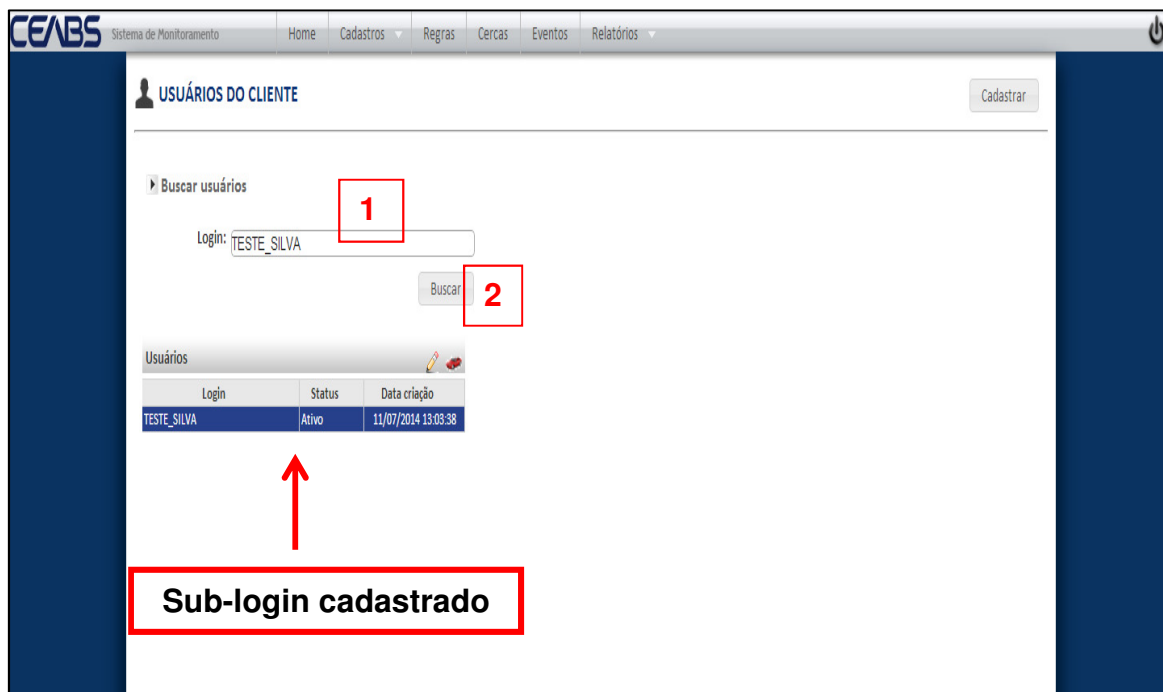 CEABS Sistema de Monitoramento Home Cadastros Regras Cercas Eventos Relatórios
USUÁRIOS DO CLIENTE
Cadastrar
Buscar usuários
1
Login: TESTE_SILVA
Buscar
2
Usuários
Login Status Data criação
TESTE_SILVA Ativo 11/07/2014 13:03:38
Sub-login cadastrado